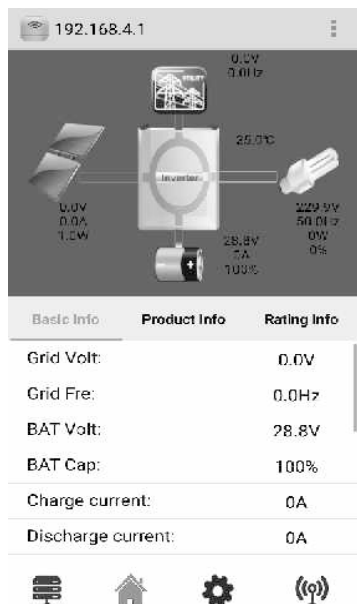 192.168.4.1
0.0V
0.0Hz
UTILITY
25.0℃
Inverter
0.0V
0.0A
1.0W
229.9V
50.0Hz
0W
0%
28.8V
0A
100%
Basic Info
Product Info
Rating Info
Grid Volt: 0.0V
Grid Fre: 0.0Hz
BAT Volt: 28.8V
BAT Cap: 100%
Charge current: 0A
Discharge current: 0A